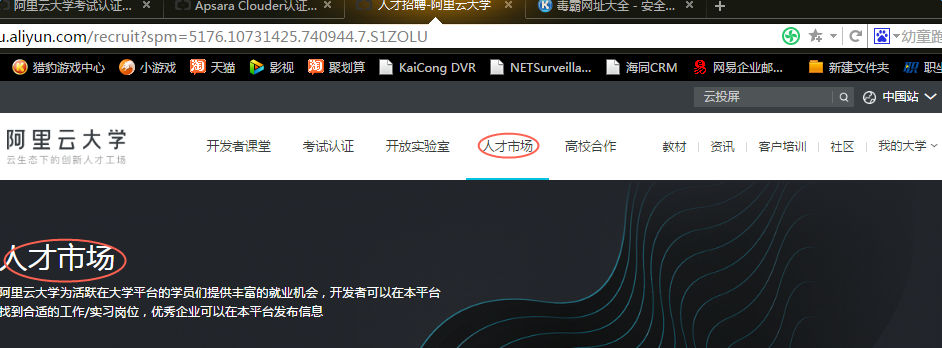 阿里云大学考试认证...
Apsara Clouder认证...
人才招聘-阿里云大学
毒霸网址大全 - 安全...
u.aliyun.com/recruit?spm=5176.10731425.740944.7.S1ZOLU
幼童跑
猎豹游戏中心 小游戏 天猫 影视 聚划算 KaiCong DVR NETSurveilla... 海同CRM 网易企业邮... 新建文件夹 职坐
云投屏 中国站
阿里云大学
云生态下的创新人才工场
开发者课堂 考试认证 开放实验室 人才市场 高校合作 教材 资讯 客户培训 社区 我的大学
人才市场
阿里云大学为活跃在大学平台的学员们提供丰富的就业机会，开发者可以在本平台
找到合适的工作/实习岗位，优秀企业可以在本平台发布信息